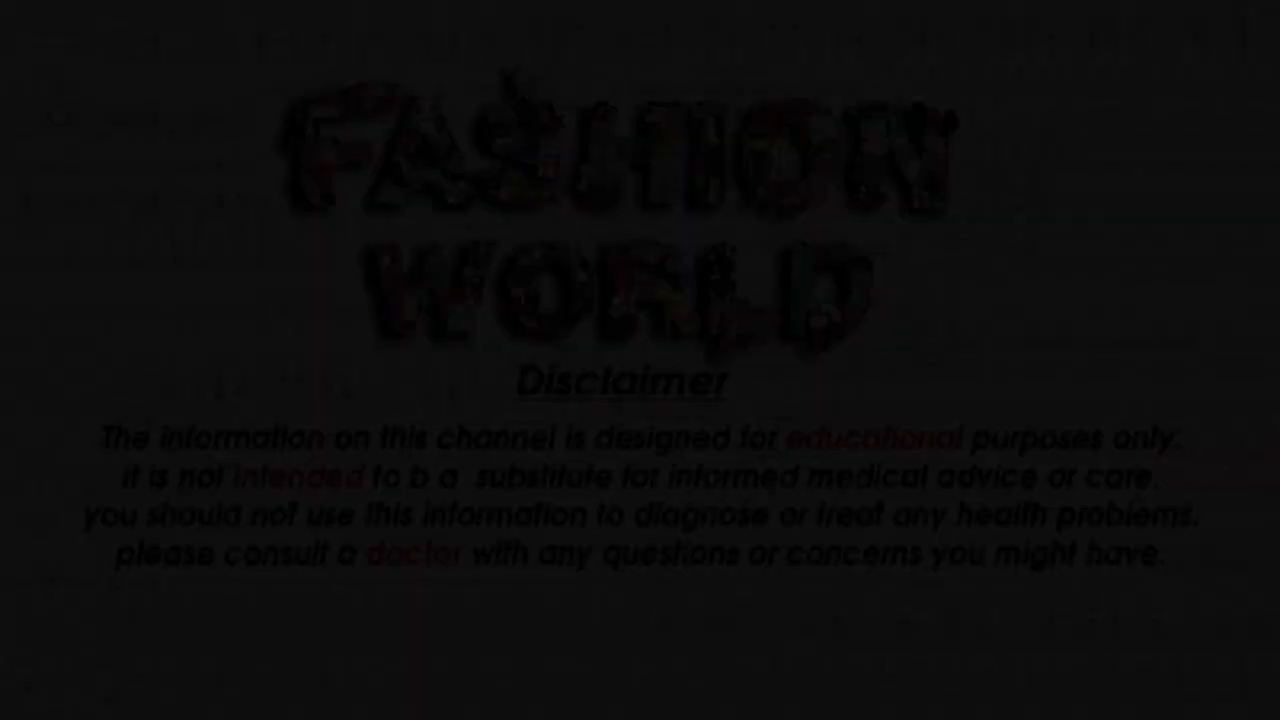 FASHION
WORLD
Disclaimer
The information on this channel is designed for educational purposes only.
it is not intended to b a substitute for informed medical advice or care.
you should not use this information to diagnose or treat any health problems.
please consult a doctor with any questions or concerns you might have.